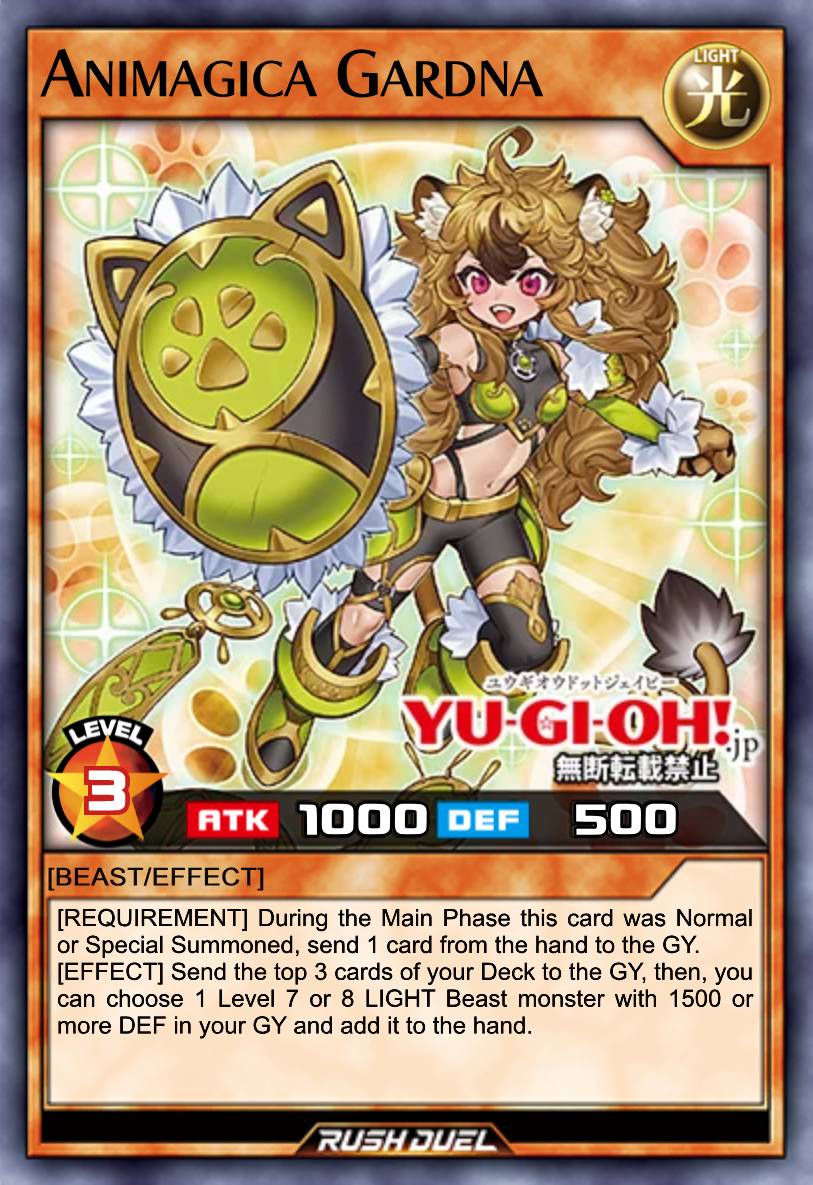 ANIMAGICA GARDNA
LIGHT
光
ユウギオウドットジェイピー
YU-GI-OH!.jp
無断転載禁止
LEVEL
3
ATK 1000 DEF 500
[BEAST/EFFECT]
[REQUIREMENT] During the Main Phase this card was Normal
or Special Summoned, send 1 card from the hand to the GY.
[EFFECT] Send the top 3 cards of your Deck to the GY, then, you
can choose 1 Level 7 or 8 LIGHT Beast monster with 1500 or
more DEF in your GY and add it to the hand.
RUSH DUEL